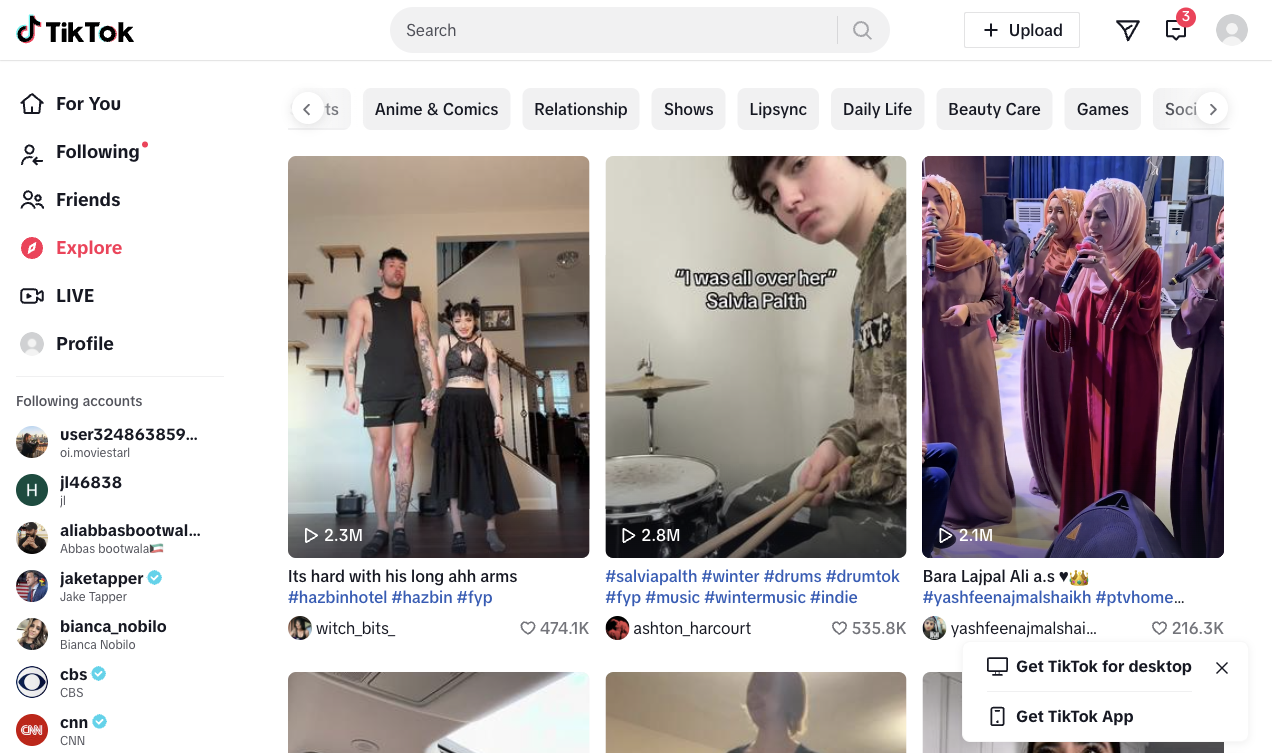 TikTok
Search
Upload
3
For You
Following
Friends
Explore
LIVE
Profile
Following accounts
user324863859...
oi.moviestarl
H
jl46838
jl
aliabbasbootwal...
Abbas bootwala🇰🇼
jaketapper
Jake Tapper
bianca_nobilo
Bianca Nobilo
cbs
CBS
CNN
cnn
CNN
ts
Anime & Comics
Relationship
Shows
Lipsync
Daily Life
Beauty Care
Games
Soci
2.3M
Its hard with his long ahh arms
#hazbinhotel #hazbin #fyp
witch_bits_
474.1K
"I was all over her"
Salvia Palth
2.8M
#salviapalth #winter #drums #drumtok
#fyp #music #wintermusic #indie
ashton_harcourt
535.8K
2.1M
Bara Lajpal Ali a.s ♥👑
#yashfeenajmalshaikh #ptvhome...
yashfeenajmalshai...
216.3K
Get TikTok for desktop
Get TikTok App